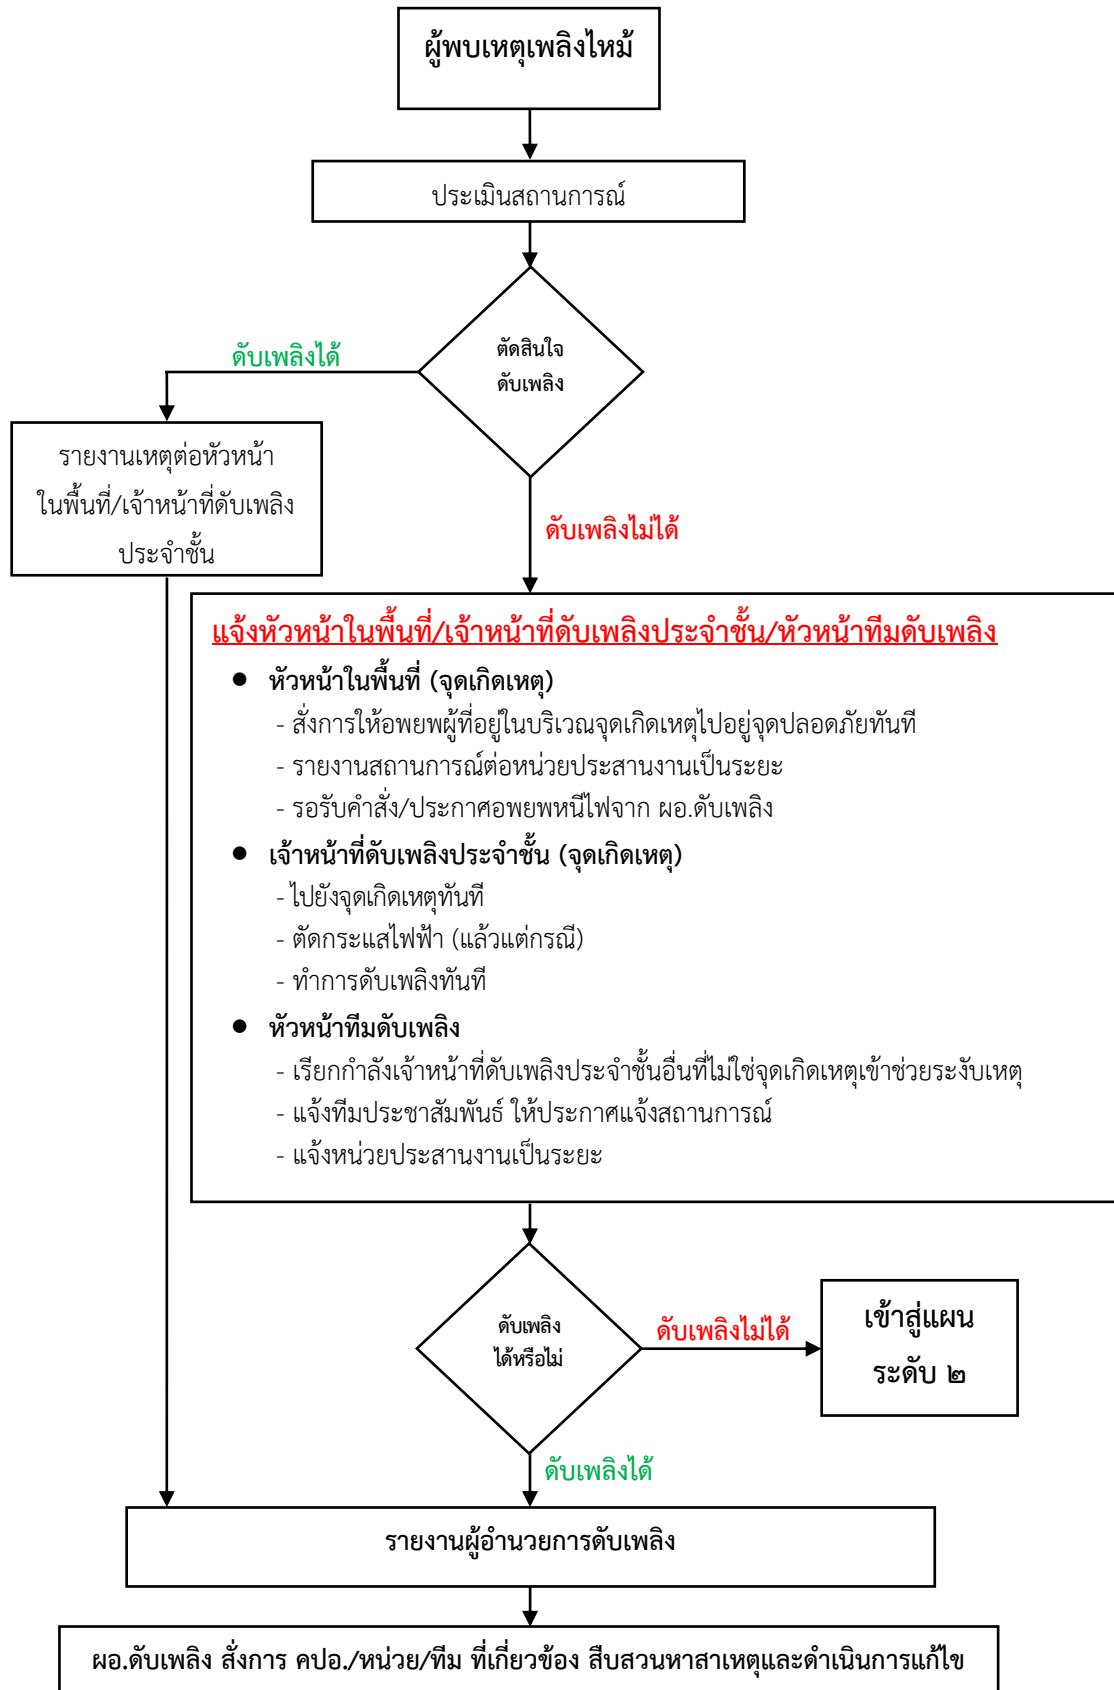 ผู้พบเหตุเพลิงไหม้
ประเมินสถานการณ์
ตัดสินใจ
ดับเพลิง
ดับเพลิงได้
รายงานเหตุต่อหัวหน้า
ในพื้นที่/เจ้าหน้าที่ดับเพลิง
ประจำชั้น
ดับเพลิงไม่ได้
แจ้งหัวหน้าในพื้นที่/เจ้าหน้าที่ดับเพลิงประจำชั้น/หัวหน้าทีมดับเพลิง
● หัวหน้าในพื้นที่ (จุดเกิดเหตุ)
- สั่งการให้อพยพผู้ที่อยู่ในบริเวณจุดเกิดเหตุไปอยู่จุดปลอดภัยทันที
- รายงานสถานการณ์ต่อหน่วยประสานงานเป็นระยะ
- รอรับคำสั่ง/ประกาศอพยพหนีไฟจาก ผอ.ดับเพลิง
● เจ้าหน้าที่ดับเพลิงประจำชั้น (จุดเกิดเหตุ)
- ไปยังจุดเกิดเหตุทันที
- ตัดกระแสไฟฟ้า (แล้วแต่กรณี)
- ทำการดับเพลิงทันที
● หัวหน้าทีมดับเพลิง
- เรียกกำลังเจ้าหน้าที่ดับเพลิงประจำชั้นอื่นที่ไม่ใช่จุดเกิดเหตุเข้าช่วยระงับเหตุ
- แจ้งทีมประชาสัมพันธ์ ให้ประกาศแจ้งสถานการณ์
- แจ้งหน่วยประสานงานเป็นระยะ
ดับเพลิง
ได้หรือไม่
ดับเพลิงไม่ได้
เข้าสู่แผน
ระดับ ๒
ดับเพลิงได้
รายงานผู้อำนวยการดับเพลิง
ผอ.ดับเพลิง สั่งการ คปอ./หน่วย/ทีม ที่เกี่ยวข้อง สืบสวนหาสาเหตุและดำเนินการแก้ไข